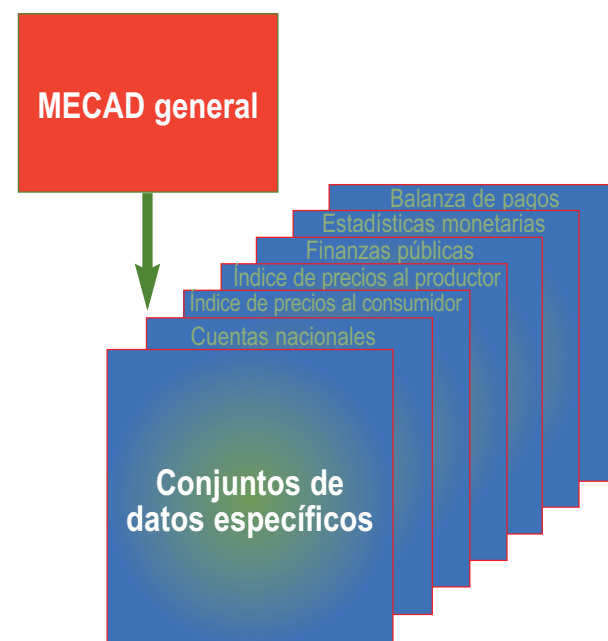 MECAD general
Balanza de pagos
Estadísticas monetarias
Finanzas públicas
Índice de precios al productor
Índice de precios al consumidor
Cuentas nacionales
Conjuntos de
datos específicos